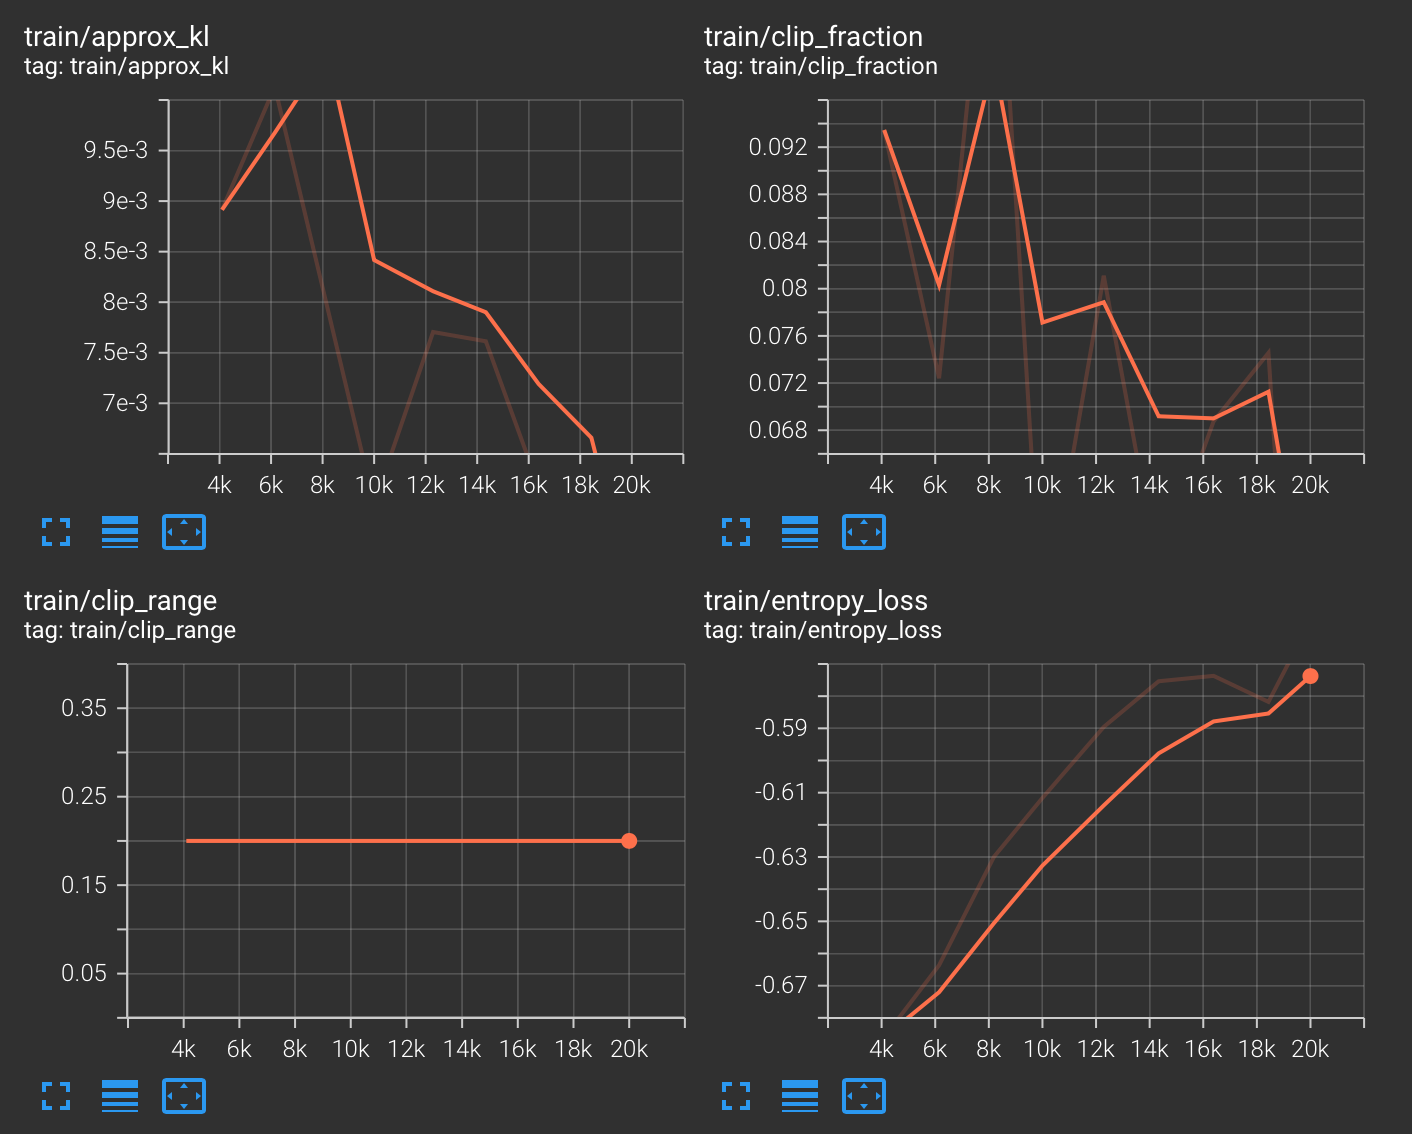 train/approx_kl
tag: train/approx_kl
9.5e-3
9e-3
8.5e-3
8e-3
7.5e-3
7e-3
4k 6k 8k 10k 12k 14k 16k 18k 20k
train/clip_fraction
tag: train/clip_fraction
0.092
0.088
0.084
0.08
0.076
0.072
0.068
4k 6k 8k 10k 12k 14k 16k 18k 20k
train/clip_range
tag: train/clip_range
0.35
0.25
0.15
0.05
4k 6k 8k 10k 12k 14k 16k 18k 20k
train/entropy_loss
tag: train/entropy_loss
-0.59
-0.61
-0.63
-0.65
-0.67
4k 6k 8k 10k 12k 14k 16k 18k 20k